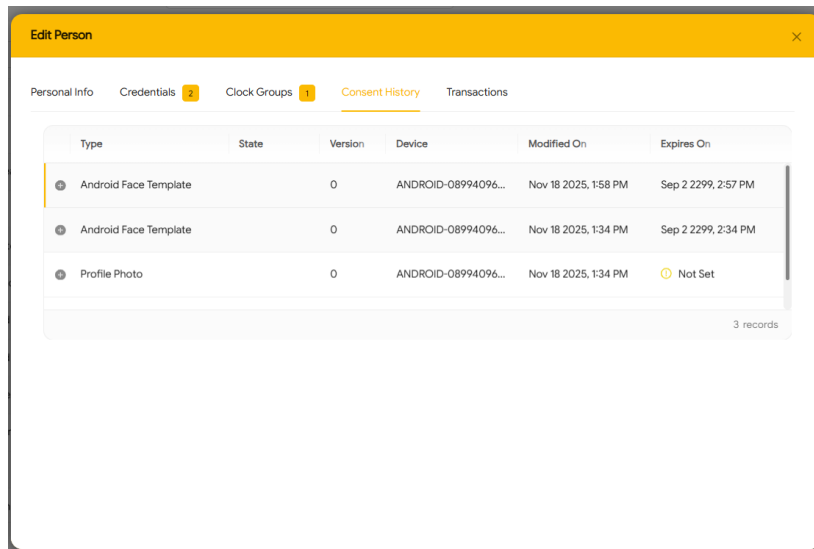 Edit Person
Personal Info Credentials 2 Clock Groups 1 Consent History Transactions
Type State Version Device Modified On Expires On
Android Face Template 0 ANDROID-08994096... Nov 18 2025, 1:58 PM Sep 2 2299, 2:57 PM
Android Face Template 0 ANDROID-08994096... Nov 18 2025, 1:34 PM Sep 2 2299, 2:34 PM
Profile Photo 0 ANDROID-08994096... Nov 18 2025, 1:34 PM Not Set
3 records